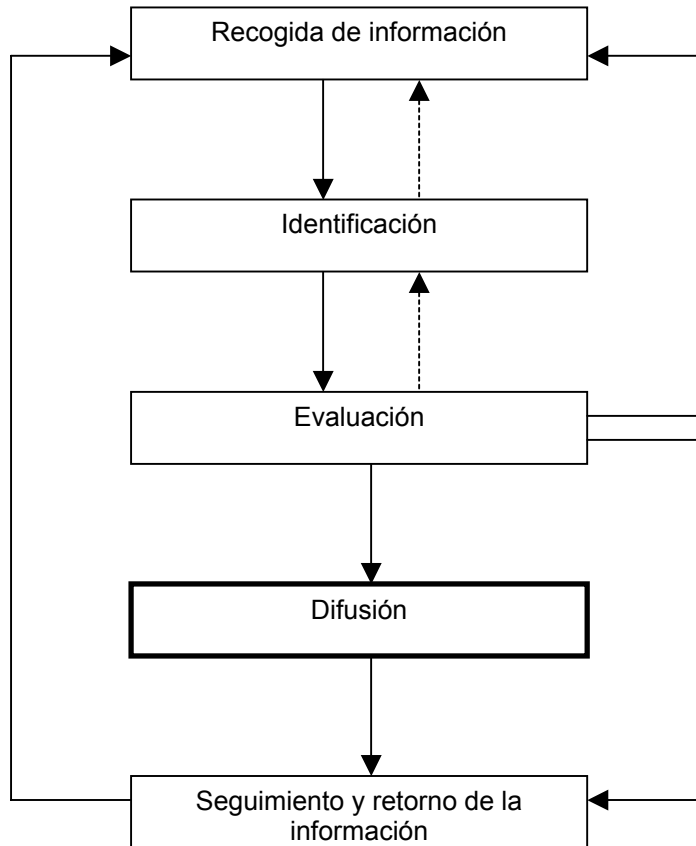 Recogida de información
Identificación
Evaluación
Difusión
Seguimiento y retorno de la
información